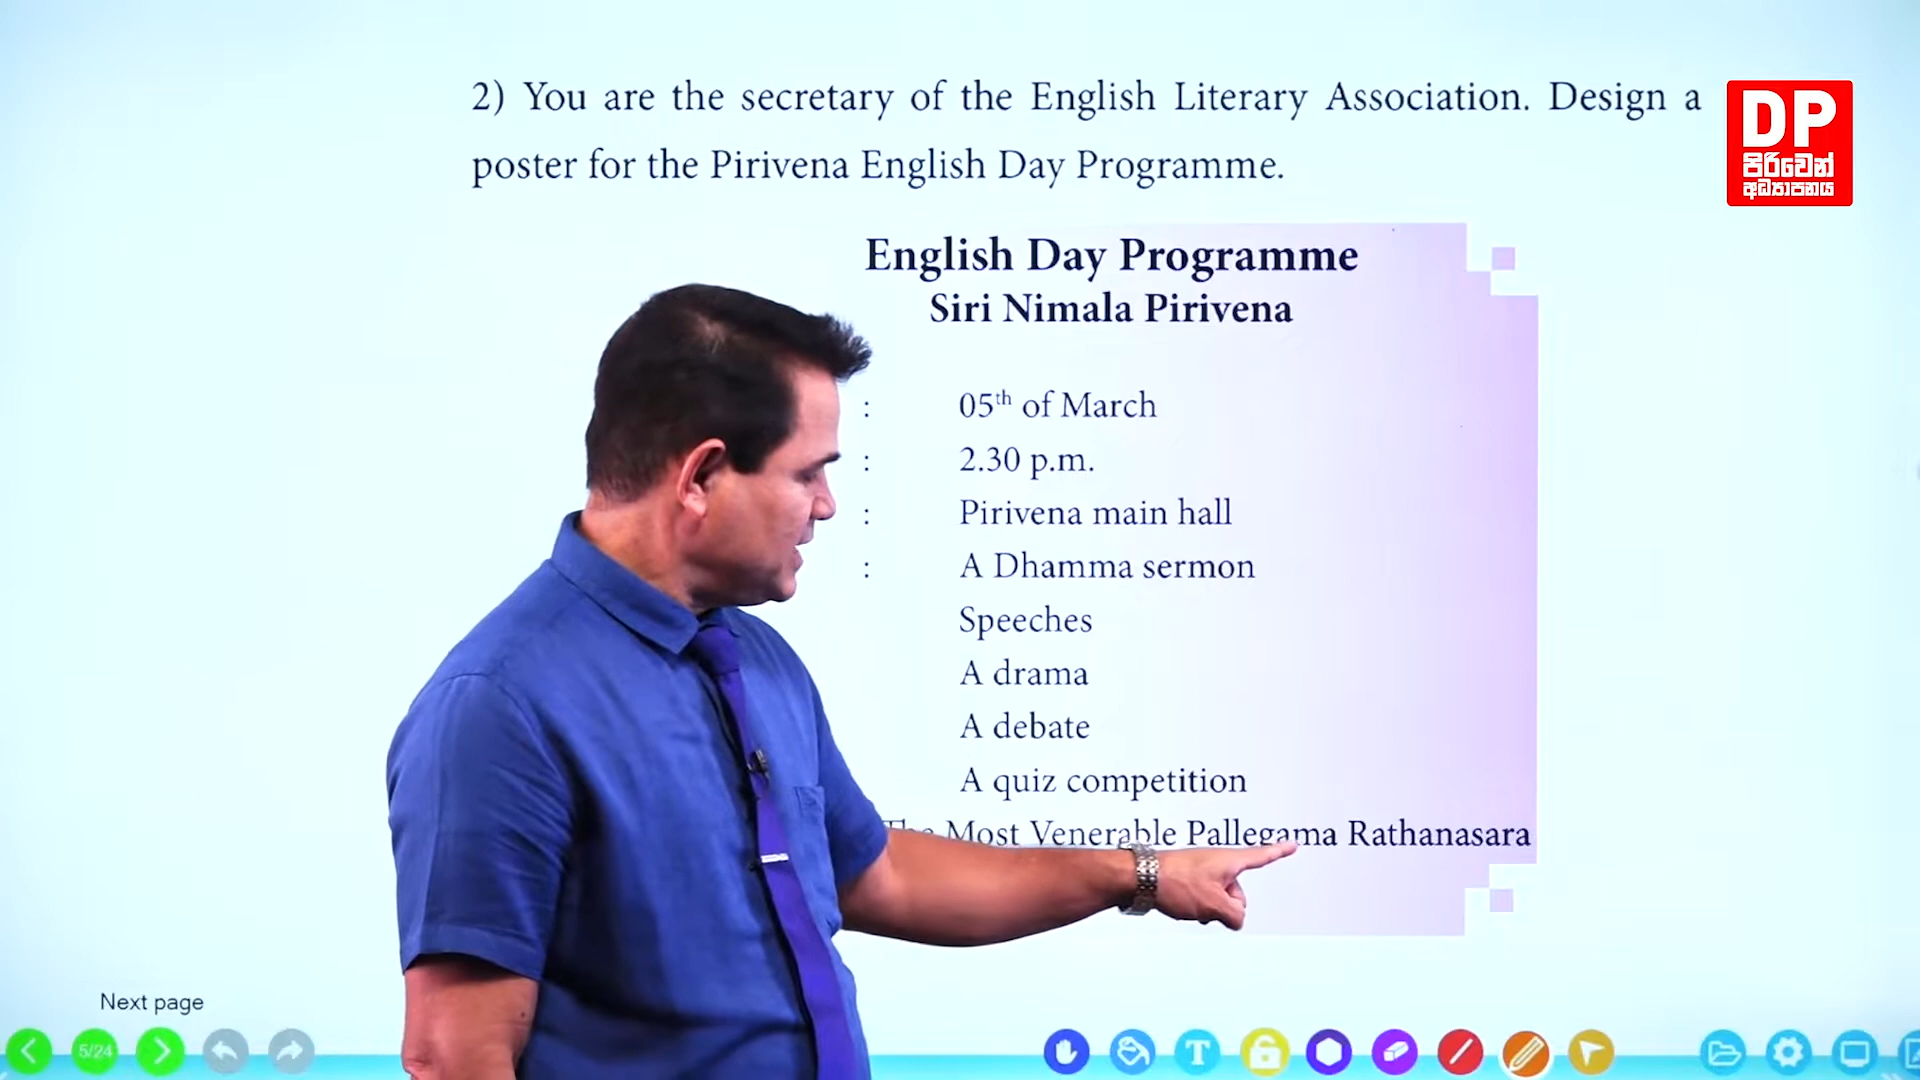 2) You are the secretary of the English Literary Association. Design a
poster for the Pirivena English Day Programme.
DP
පිරිවෙන්
අධ්‍යාපනය
English Day Programme
Siri Nimala Pirivena
: 05th of March
: 2.30 p.m.
: Pirivena main hall
: A Dhamma sermon
Speeches
A drama
A debate
A quiz competition
The Most Venerable Pallegama Rathanasara
Next page
5/24
T